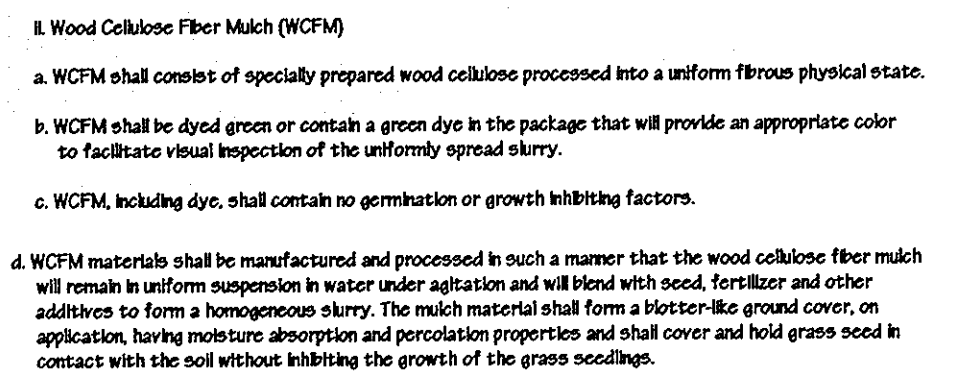 II. Wood Cellulose Fiber Mulch (WCFM)
a. WCFM shall consist of specially prepared wood cellulose processed into a uniform fibrous physical state.
b. WCFM shall be dyed green or contain a green dye in the package that will provide an appropriate color
to facilitate visual inspection of the uniformly spread slurry.
c. WCFM, including dye, shall contain no germination or growth inhibiting factors.
d. WCFM materials shall be manufactured and processed in such a manner that the wood cellulose fiber mulch
will remain in uniform suspension in water under agitation and will blend with seed, fertilizer and other
additives to form a homogeneous slurry. The mulch material shall form a blotter-like ground cover, on
application, having moisture absorption and percolation properties and shall cover and hold grass seed in
contact with the soil without inhibiting the growth of the grass seedlings.